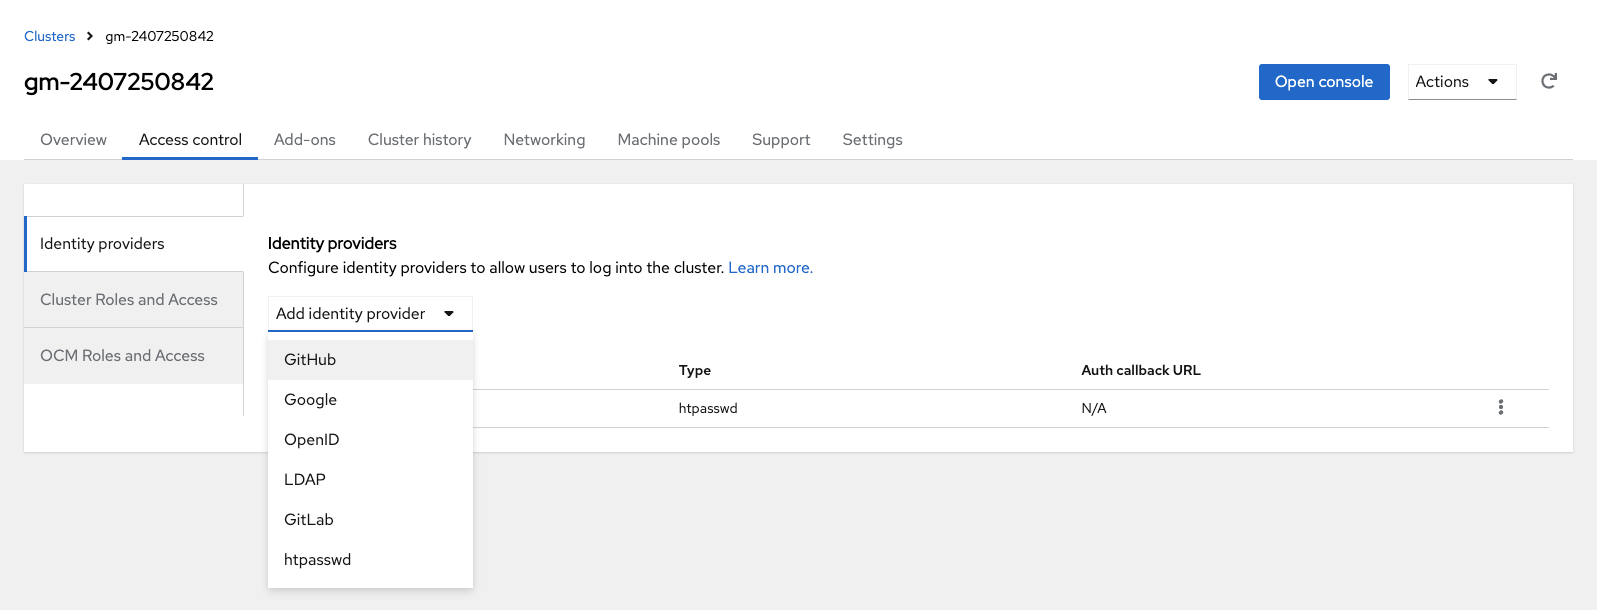 Clusters gm-2407250842
gm-2407250842
Open console
Actions
Overview Access control Add-ons Cluster history Networking Machine pools Support Settings
Identity providers
Cluster Roles and Access
OCM Roles and Access
Identity providers
Configure identity providers to allow users to log into the cluster. Learn more.
Add identity provider
GitHub
Google
OpenID
LDAP
GitLab
htpasswd
Type Auth callback URL
htpasswd N/A